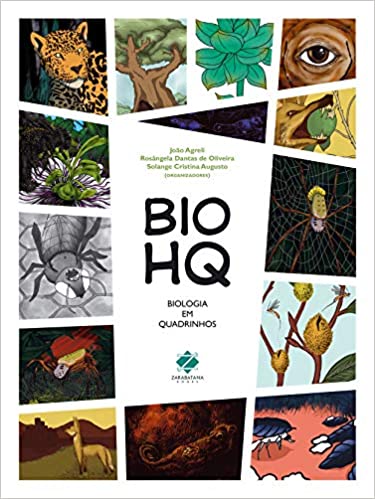 João Agreli
Rosângela Dantas de Oliveira
Solange Cristina Augusto
(ORGANIZADORES)
BIO
HQ
BIOLOGIA
EM
QUADRINHOS
ZARABATANA
BOOKS